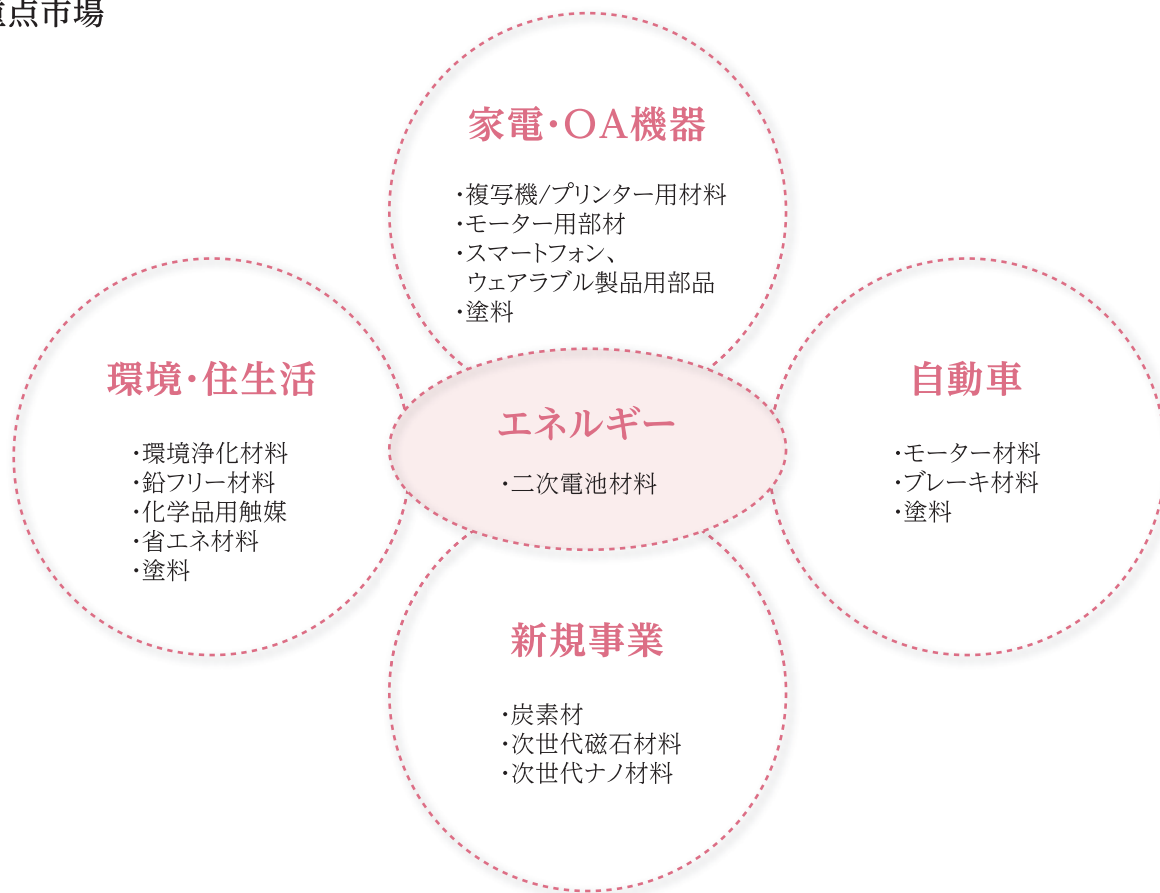 重点市場
家電・OA機器
・複写機/プリンター用材料
・モーター用部材
・スマートフォン、
ウェアラブル製品用部品
・塗料
環境・住生活
・環境浄化材料
・鉛フリー材料
・化学品用触媒
・省エネ材料
・塗料
エネルギー
・二次電池材料
自動車
・モーター材料
・ブレーキ材料
・塗料
新規事業
・炭素材
・次世代磁石材料
・次世代ナノ材料